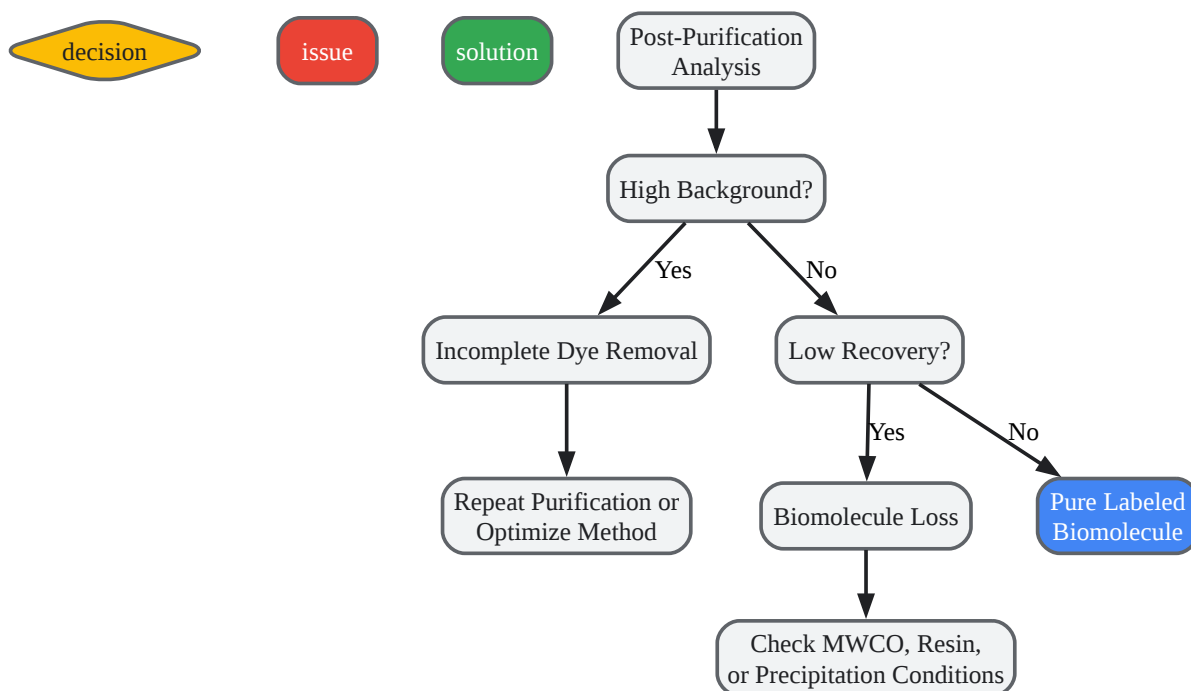 decision
issue
solution
Post-Purification
Analysis
High Background?
Yes
No
Incomplete Dye Removal
Low Recovery?
Yes
No
Repeat Purification or
Optimize Method
Biomolecule Loss
Pure Labeled
Biomolecule
Check MWCO, Resin,
or Precipitation Conditions